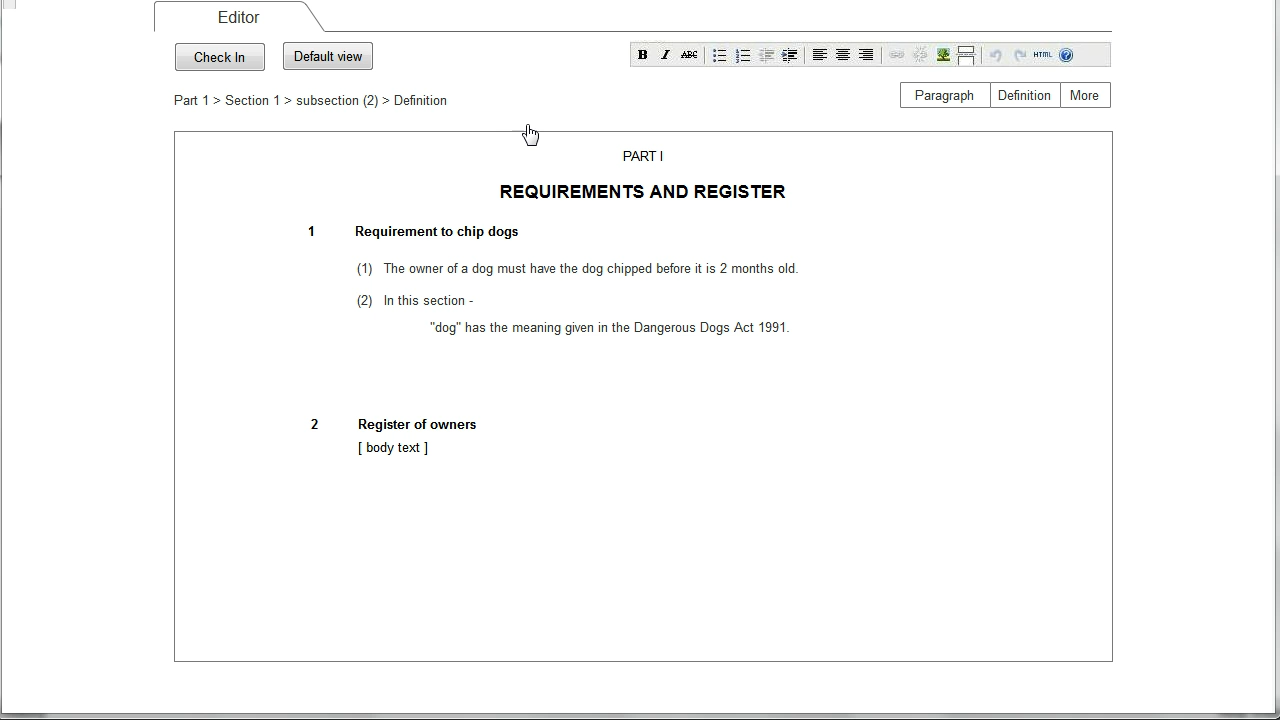 Editor
Check In
Default view
B I ABC HTML ?
Part 1 > Section 1 > subsection (2) > Definition
Paragraph Definition More
PART I
REQUIREMENTS AND REGISTER
1 Requirement to chip dogs
(1) The owner of a dog must have the dog chipped before it is 2 months old.
(2) In this section -
"dog" has the meaning given in the Dangerous Dogs Act 1991.
2 Register of owners
[ body text ]